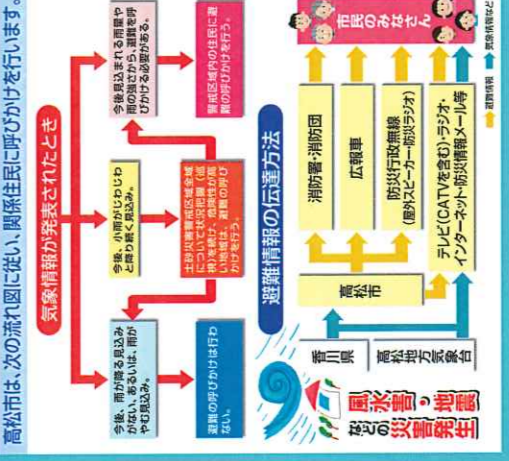 高松市は、次の流れ図に従い、関係住民に呼びかけを行います。
気象情報が発表されたとき
今後、雨が降る見込み
がない、あるいは、雨が
やむ見込み。
今後、小雨がじわじわ
と降り続く見込み。
今後見込まれる雨量や
雨の強さから、避難を呼
びかける必要がある。
避難の呼びかけは行わ
ない。
土砂災害警戒区域全域
について状況把握(巡
視)を続け、危険性が高
い地域は、避難の呼び
かけを行う。
警戒区域内の住民に避
難の呼びかけを行う。
避難情報の伝達方法
風水害・地震
などの災害発生
香川県
高松地方気象台
高松市
消防署・消防団
広報車
防災行政無線
(屋外スピーカー・防災ラジオ)
テレビ(CATVを含む)・ラジオ・
インターネット・防災情報メール等
市民のみなさん
避難情報
気象情報など